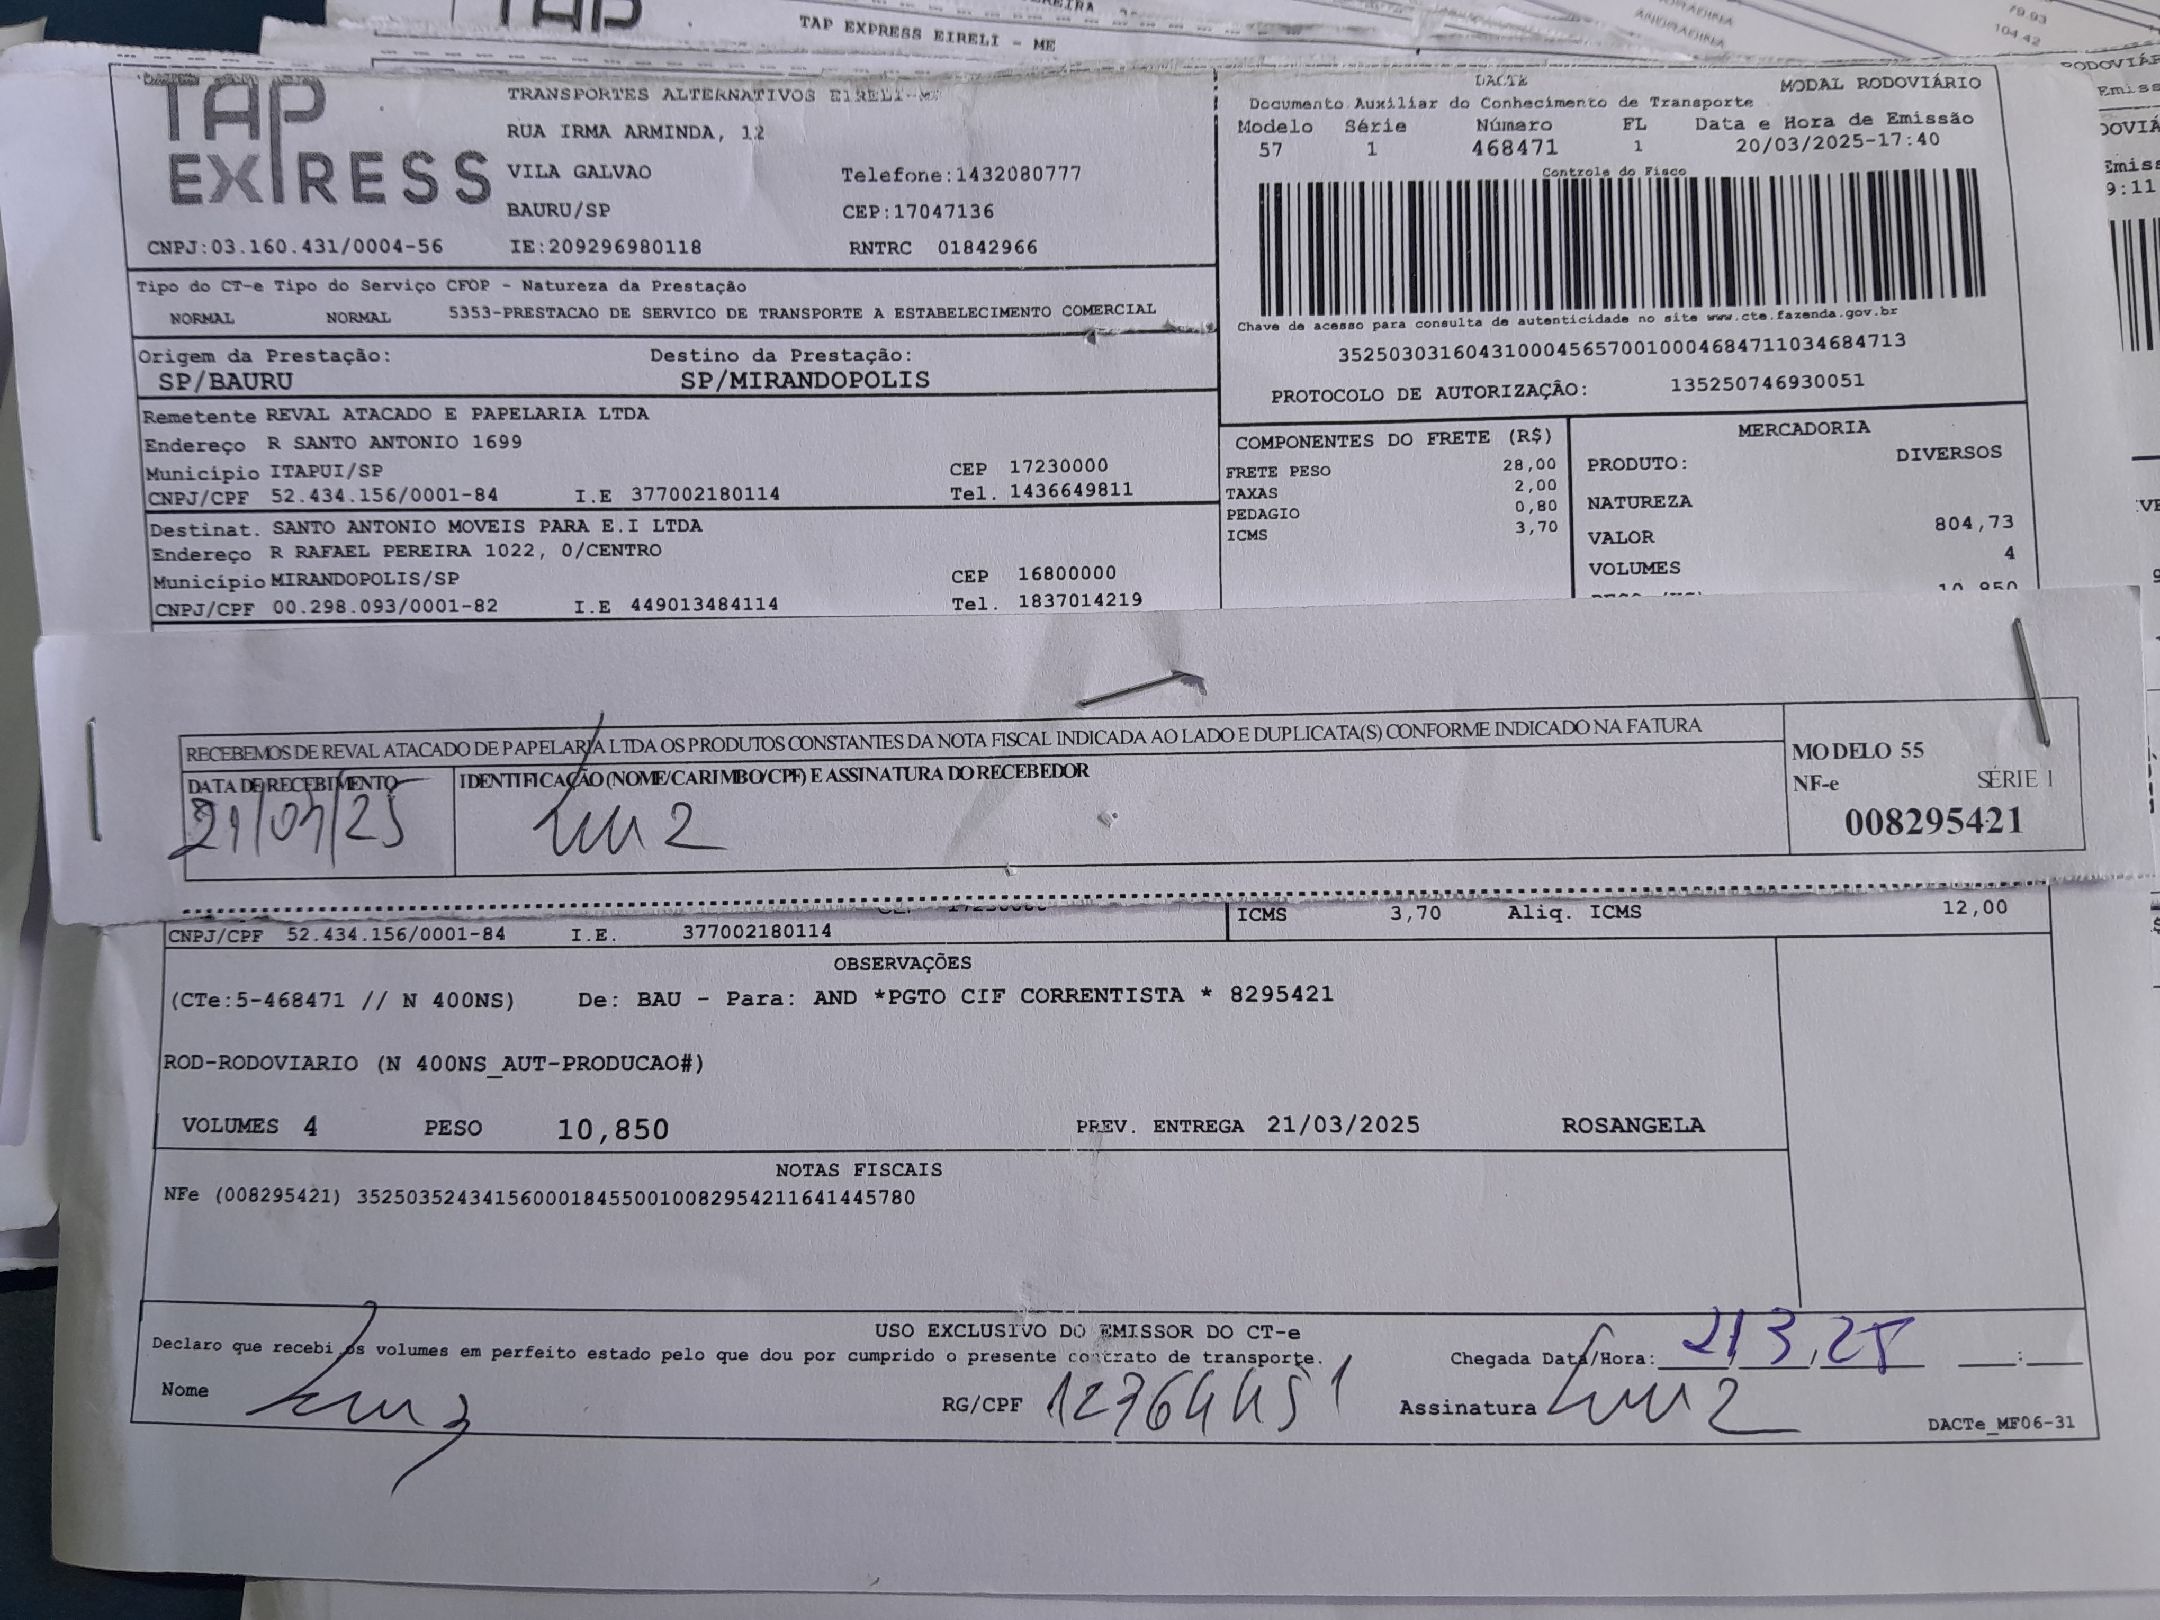 TAP EXPRESS EIRELI - ME
TAP EXPRESS
TRANSPORTES ALTERNATIVOS EIRELI-ME
RUA IRMA ARMINDA, 12
VILA GALVAO Telefone:1432080777
BAURU/SP CEP:17047136
CNPJ:03.160.431/0004-56 IE:209296980118 RNTRC 01842966
DACTE MODAL RODOVIÁRIO
Documento Auxiliar do Conhecimento de Transporte
Modelo Série Número FL Data e Hora de Emissão
57 1 468471 1 20/03/2025-17:40
Controle do Fisco
Chave de acesso para consulta de autenticidade no site www.cte.fazenda.gov.br
35250303160431000456570010004684711034684713
PROTOCOLO DE AUTORIZAÇÃO: 135250746930051
Tipo do CT-e Tipo do Serviço CFOP - Natureza da Prestação
NORMAL NORMAL 5353-PRESTACAO DE SERVICO DE TRANSPORTE A ESTABELECIMENTO COMERCIAL
Origem da Prestação: Destino da Prestação:
SP/BAURU SP/MIRANDOPOLIS
Remetente REVAL ATACADO E PAPELARIA LTDA
Endereço R SANTO ANTONIO 1699
Município ITAPUI/SP CEP 17230000
CNPJ/CPF 52.434.156/0001-84 I.E 377002180114 Tel. 1436649811
Destinat. SANTO ANTONIO MOVEIS PARA E.I LTDA
Endereço R RAFAEL PEREIRA 1022, 0/CENTRO
Município MIRANDOPOLIS/SP CEP 16800000
CNPJ/CPF 00.298.093/0001-82 I.E 449013484114 Tel. 1837014219
COMPONENTES DO FRETE (R$)
FRETE PESO 28,00
TAXAS 2,00
PEDAGIO 0,80
ICMS 3,70
MERCADORIA
PRODUTO: DIVERSOS
NATUREZA
VALOR 804,73
VOLUMES 4
10,850
RECEBEMOS DE REVAL ATACADO DE PAPELARIA LTDA OS PRODUTOS CONSTANTES DA NOTA FISCAL INDICADA AO LADO E DUPLICATA(S) CONFORME INDICADO NA FATURA
DATA DE RECEBIMENTO IDENTIFICAÇÃO (NOME/CARIMBO/CPF) E ASSINATURA DO RECEBEDOR
Luiz
MODELO 55
NF-e SÉRIE 1
008295421
CNPJ/CPF 52.434.156/0001-84 I.E. 377002180114
ICMS 3,70 Aliq. ICMS 12,00
OBSERVAÇÕES
(CTe:5-468471 // N 400NS) De: BAU - Para: AND *PGTO CIF CORRENTISTA * 8295421
ROD-RODOVIARIO (N 400NS_AUT-PRODUCAO#)
VOLUMES 4 PESO 10,850 PREV. ENTREGA 21/03/2025 ROSANGELA
NOTAS FISCAIS
NFe (008295421) 35250352434156000184550010082954211641445780
USO EXCLUSIVO DO EMISSOR DO CT-e
Declaro que recebi os volumes em perfeito estado pelo que dou por cumprido o presente contrato de transporte. Chegada Data/Hora: 21, 3, 25 :
Nome Luiz RG/CPF Assinatura Luiz
DACTe_MF06-31